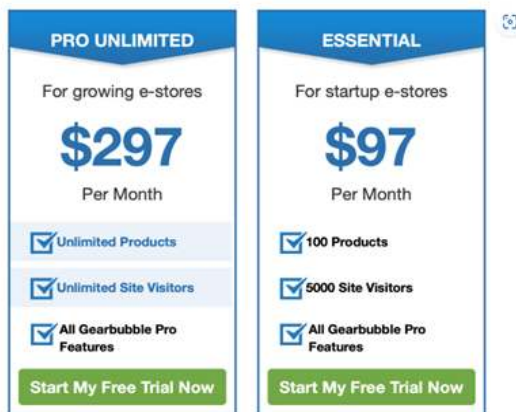 PRO UNLIMITED
For growing e-stores
$297
Per Month
Unlimited Products
Unlimited Site Visitors
All Gearbubble Pro
Features
Start My Free Trial Now
ESSENTIAL
For startup e-stores
$97
Per Month
100 Products
5000 Site Visitors
All Gearbubble Pro
Features
Start My Free Trial Now